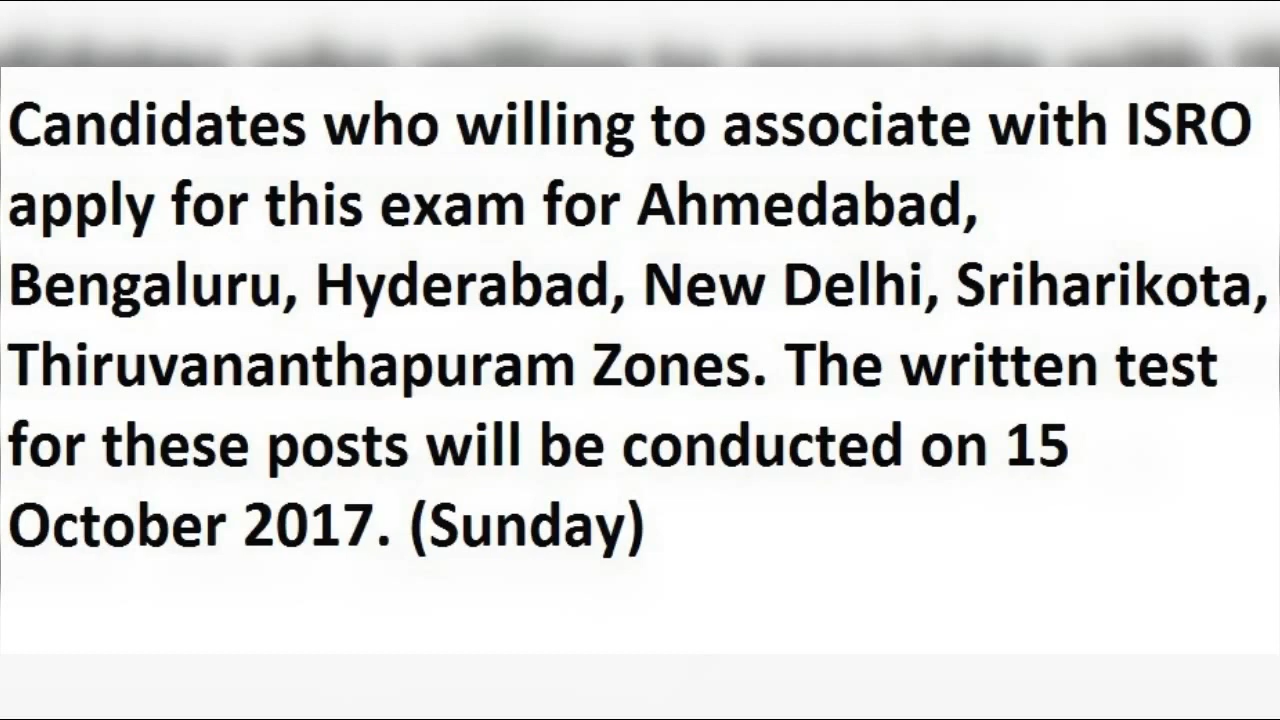 Candidates who willing to associate with ISRO
apply for this exam for Ahmedabad,
Bengaluru, Hyderabad, New Delhi, Sriharikota,
Thiruvananthapuram Zones. The written test
for these posts will be conducted on 15
October 2017. (Sunday)